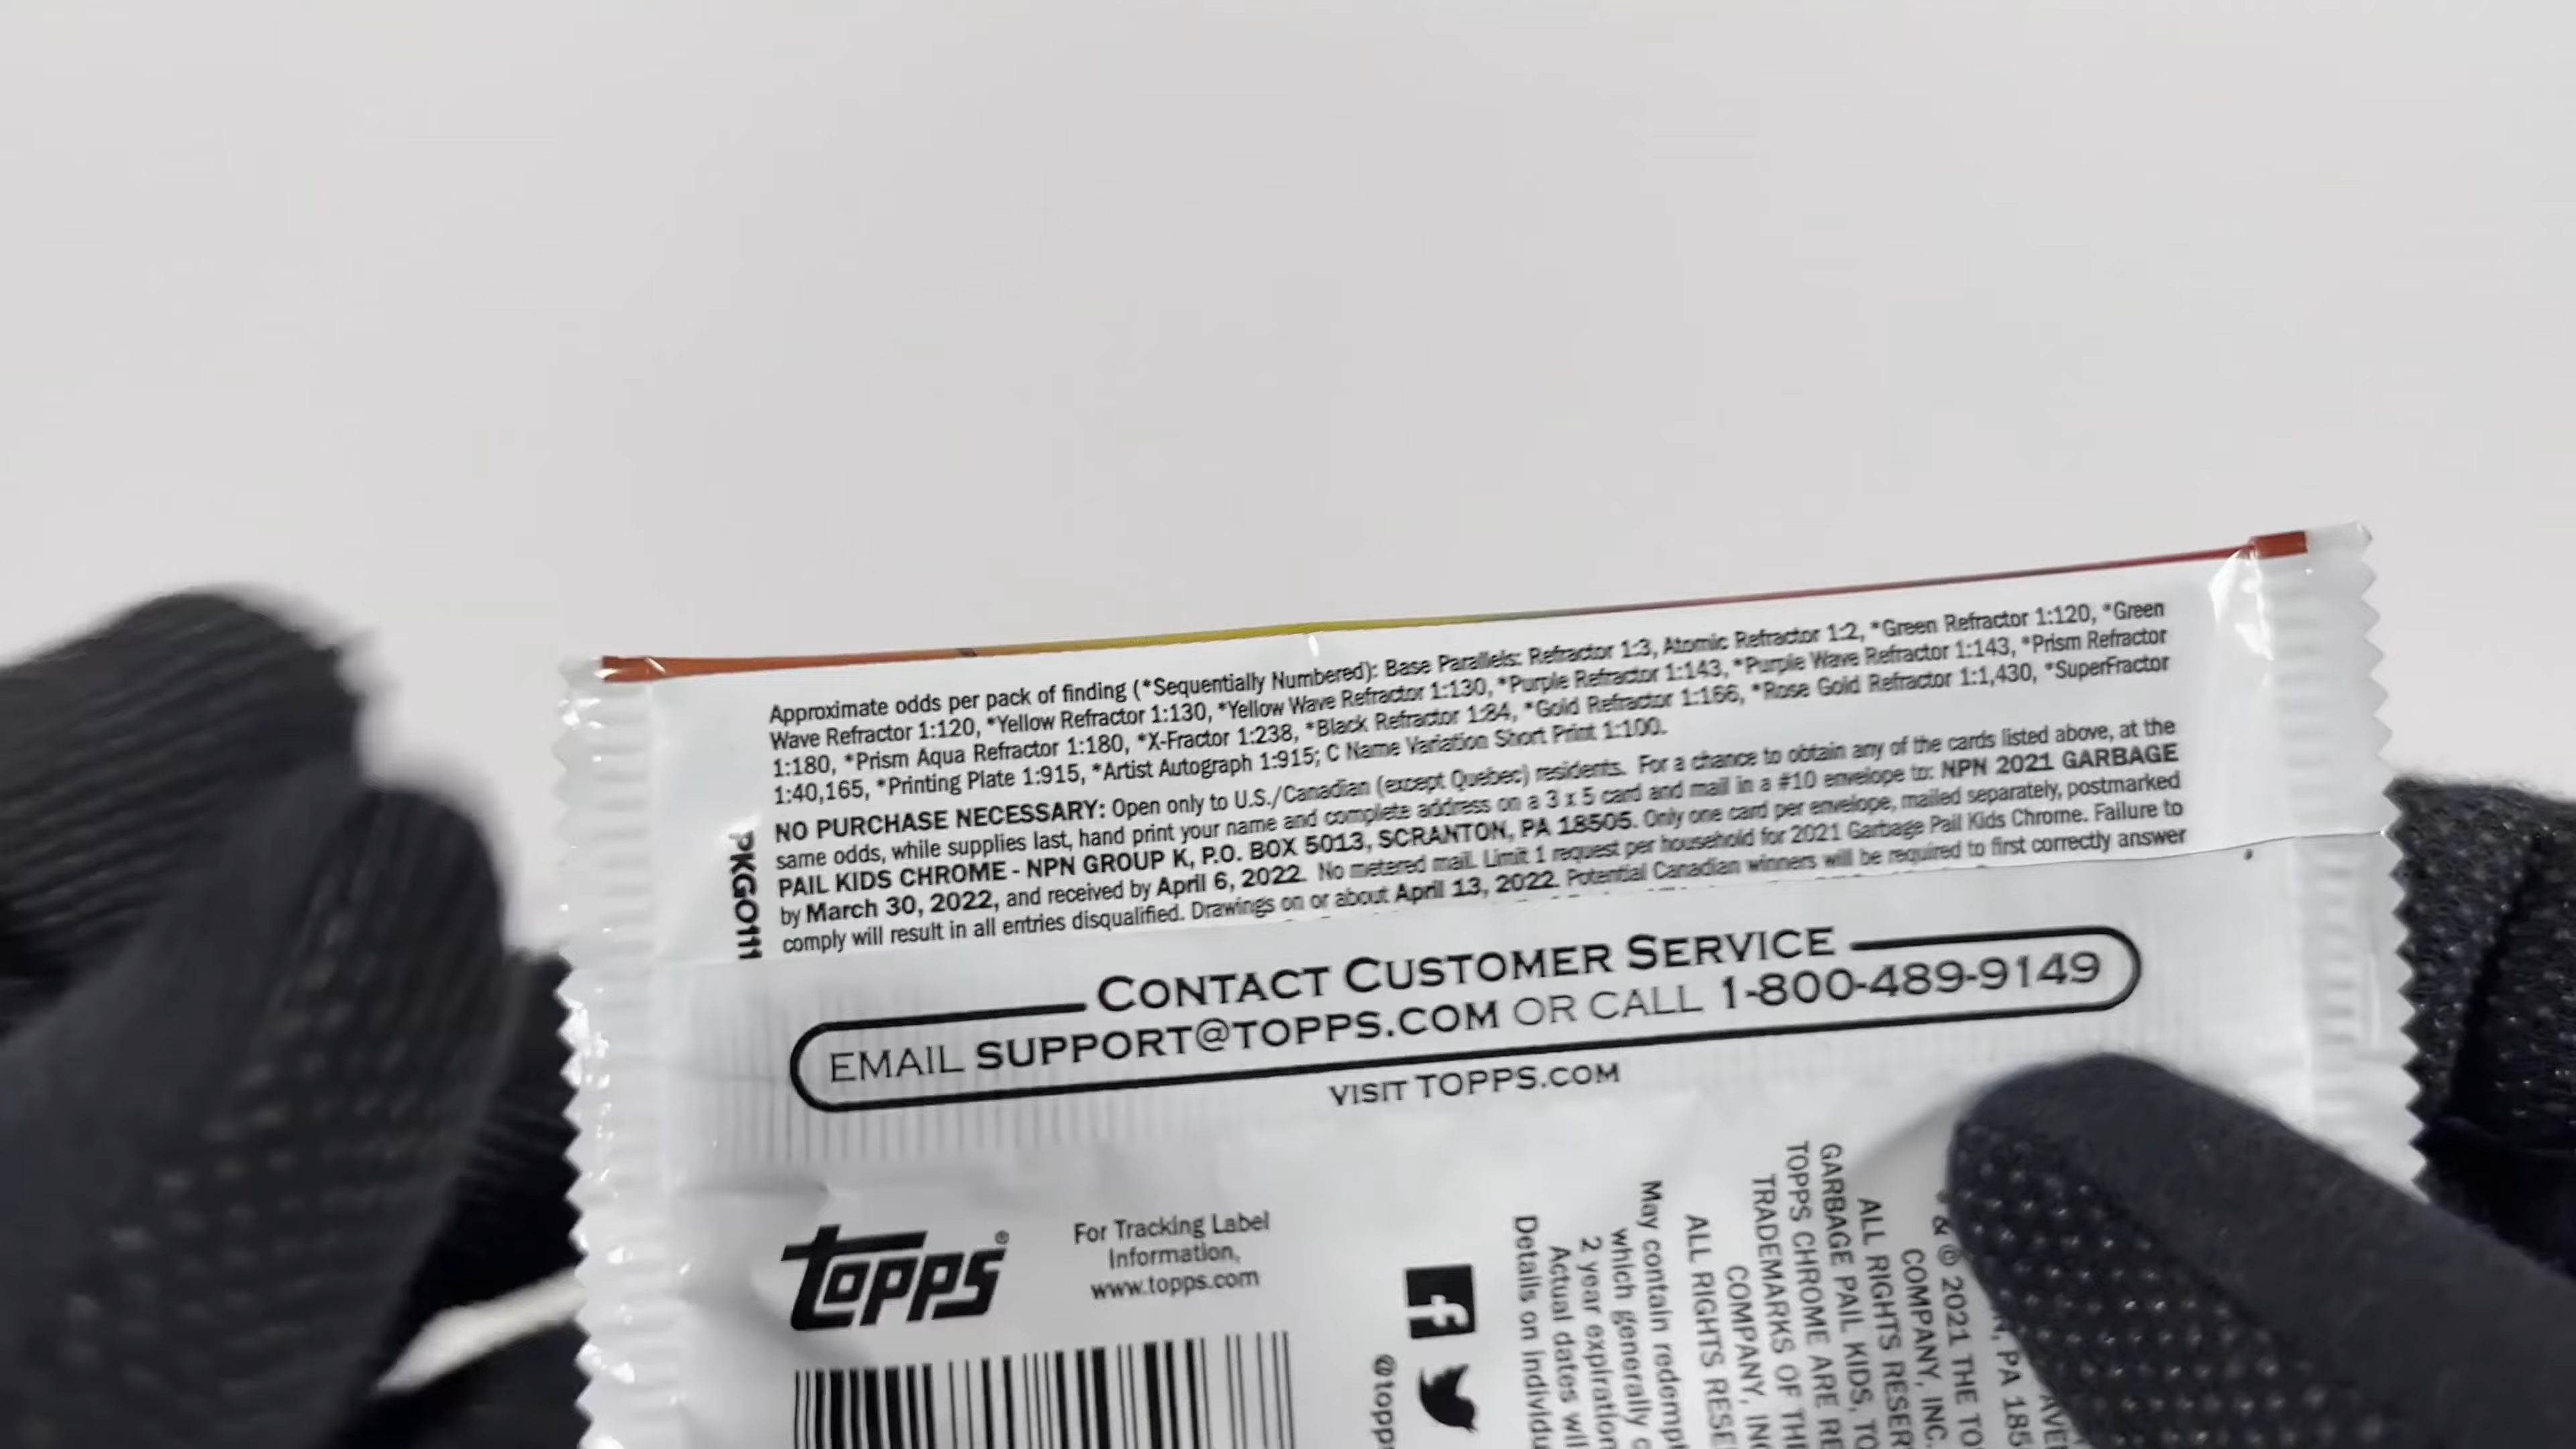 Approximate odds per pack of finding (*Sequentially Numbered): Base Parallels: Refractor 1:3, Atomic Refractor 1:2, *Green Refractor 1:120, *Green
Wave Refractor 1:120, *Yellow Refractor 1:130, *Yellow Wave Refractor 1:130, *Purple Refractor 1:143, *Purple Wave Refractor 1:143, *Prism Refractor
1:180, *Prism Aqua Refractor 1:180, *X-Fractor 1:238, *Black Refractor 1:84, *Gold Refractor 1:166, *Rose Gold Refractor 1:1,430, *SuperFractor
1:40,165, *Printing Plate 1:915, *Artist Autograph 1:915; C Name Variation Short Print 1:100.
NO PURCHASE NECESSARY: Open only to U.S./Canadian (except Quebec) residents. For a chance to obtain any of the cards listed above, at the
same odds, while supplies last, hand print your name and complete address on a 3 x 5 card and mail in a #10 envelope to: NPN 2021 GARBAGE
PAIL KIDS CHROME - NPN GROUP K, P.O. BOX 5013, SCRANTON, PA 18505. Only one card per envelope, mailed separately, postmarked
by March 30, 2022, and received by April 6, 2022. No metered mail. Limit 1 request per household for 2021 Garbage Pail Kids Chrome. Failure to
comply will result in all entries disqualified. Drawings on or about April 13, 2022. Potential Canadian winners will be required to first correctly answer
PKGO111
CONTACT CUSTOMER SERVICE
EMAIL SUPPORT@TOPPS.COM OR CALL 1-800-489-9149
VISIT TOPPS.COM
TOPPS®
For Tracking Label
Information,
www.topps.com
f
@topps
& © 2021 THE TO
COMPANY, INC.
ALL RIGHTS RESER
GARBAGE PAIL KIDS, TO
TOPPS CHROME ARE RE
TRADEMARKS OF TH
COMPANY, INC
ALL RIGHTS RESE
May contain redempt
which generally
2 year expiration
Actual dates wil
Details on individu